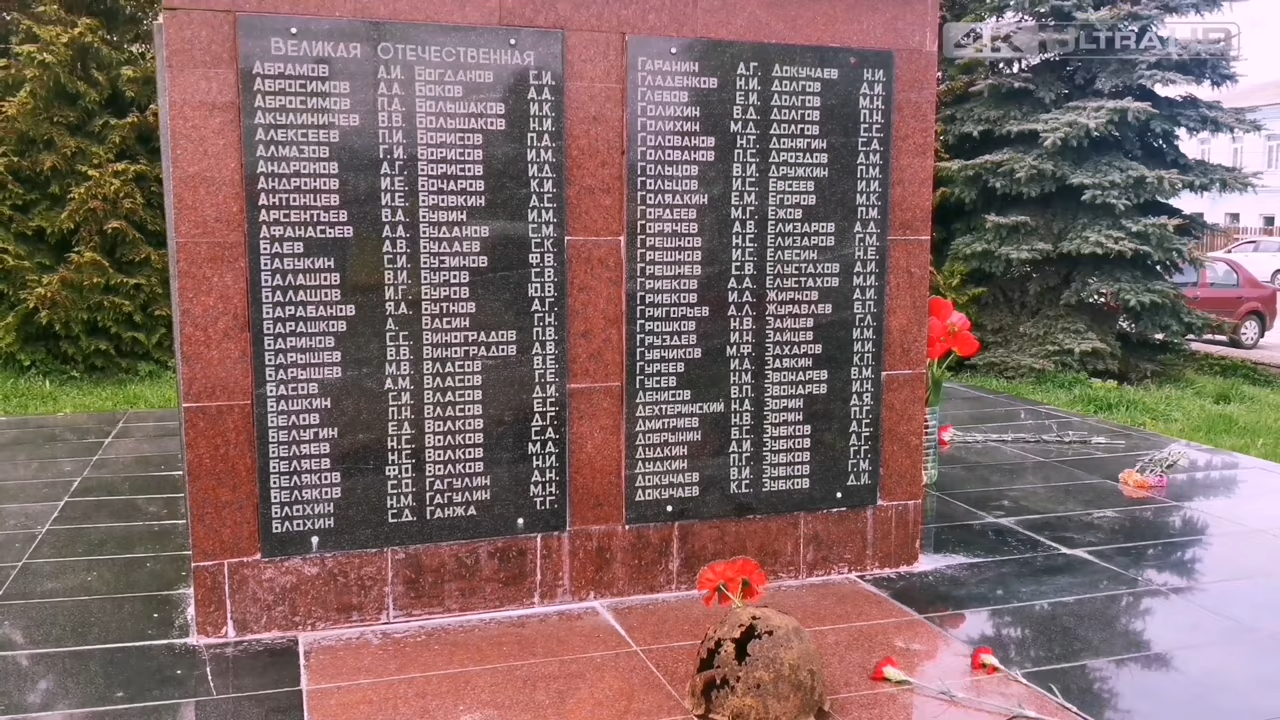 4K ULTRA HD
ВЕЛИКАЯ ОТЕЧЕСТВЕННАЯ
АБРАМОВ А.И. БОГДАНОВ С.И.
АБРОСИМОВ А.А. БОКОВ А.А.
АБРОСИМОВ П.А. БОЛЬШАКОВ И.К.
АКУЛИНИЧЕВ В.В. БОЛЬШАКОВ Н.И.
АЛЕКСЕЕВ П.И. БОРИСОВ П.А.
АЛМАЗОВ Г.И. БОРИСОВ И.М.
АНДРОНОВ А.Г. БОРИСОВ И.Д.
АНДРОНОВ И.Е. БОЧАРОВ К.И.
АНТОНЦЕВ И.Е. БРОВКИН А.С.
АРСЕНТЬЕВ В.А. БУВИН И.М.
АФАНАСЬЕВ А.А. БУДАНОВ С.М.
БАЕВ А.В. БУДАЕВ С.К.
БАБУКИН С.И. БУЗИНОВ Ф.В.
БАЛАШОВ В.И. БУРОВ С.В.
БАЛАШОВ И.Г. БУРОВ Ю.В.
БАРАБАНОВ Я.А. БУТНОВ А.Г.
БАРАШКОВ А. ВАСИН Г.Н.
БАРИНОВ С.С. ВИНОГРАДОВ П.В.
БАРЫШЕВ В.В. ВИНОГРАДОВ А.В.
БАРЫШЕВ М.В. ВЛАСОВ В.Е.
БАСОВ А.М. ВЛАСОВ Г.Е.
БАШКИН С.И. ВЛАСОВ Д.И.
БЕЛОВ П.Н. ВЛАСОВ Е.С.
БЕЛУГИН Е.Д. ВОЛКОВ Д.Г.
БЕЛЯЕВ Н.С. ВОЛКОВ С.А.
БЕЛЯЕВ Н.С. ВОЛКОВ М.А.
БЕЛЯКОВ Ф.О. ВОЛКОВ Н.И.
БЕЛЯКОВ С.О. ГАГУЛИН А.Н.
БЛОХИН Н.М. ГАГУЛИН М.Н.
БЛОХИН С.Д. ГАНЖА Т.Г.
ГАРАНИН А.Г. ДОКУЧАЕВ Н.И.
ГЛАДЕНКОВ Н.И. ДОЛГОВ А.И.
ГЛЕБОВ Е.И. ДОЛГОВ М.Н.
ГОЛИХИН В.Д. ДОЛГОВ П.Н.
ГОЛИХИН М.Д. ДОЛГОВ С.С.
ГОЛОВАНОВ Н.Т. ДОНЯГИН С.А.
ГОЛОВАНОВ П.С. ДРОЗДОВ А.М.
ГОЛЬЦОВ В.И. ДРУЖКИН П.М.
ГОЛЬЦОВ И.С. ЕВСЕЕВ И.И.
ГОЛЯДКИН Е.М. ЕГОРОВ М.К.
ГОРДЕЕВ М.Г. ЕЖОВ П.М.
ГОРЯЧЕВ А.В. ЕЛИЗАРОВ А.Д.
ГРЕШНОВ Н.С. ЕЛИЗАРОВ Г.М.
ГРЕШНОВ И.С. ЕЛЕСИН Н.Е.
ГРЕШНЕВ С.В. ЕЛУСТАХОВ А.И.
ГРИБКОВ А.А. ЕЛУСТАХОВ М.И.
ГРИБКОВ И.Д. ЖИРНОВ А.И.
ГРИГОРЬЕВ А.Л. ЖУРАВЛЕВ Б.П.
ГРОШКОВ Н.В. ЗАЙЦЕВ Г.Л.
ГРУЗДЕВ И.Н. ЗАЙЦЕВ И.М.
ГУБЧИКОВ М.Ф. ЗАХАРОВ И.И.
ГУРЕЕВ И.А. ЗАЯКИН К.П.
ГУСЕВ Н.М. ЗВОНАРЕВ В.М.
ДЕНИСОВ В.П. ЗВОНАРЕВ И.Н.
ДЕХТЕРИНСКИЙ Н.А. ЗОРИН А.Я.
ДМИТРИЕВ Н.С. ЗОРИН П.Г.
ДОБРЫНИН Б.С. ЗУБКОВ А.С.
ДУДКИН А.И. ЗУБКОВ А.Г.
ДУДКИН П.Г. ЗУБКОВ Г.Г.
ДОКУЧАЕВ В.И. ЗУБКОВ Г.М.
ДОКУЧАЕВ К.С. ЗУБКОВ Д.И.